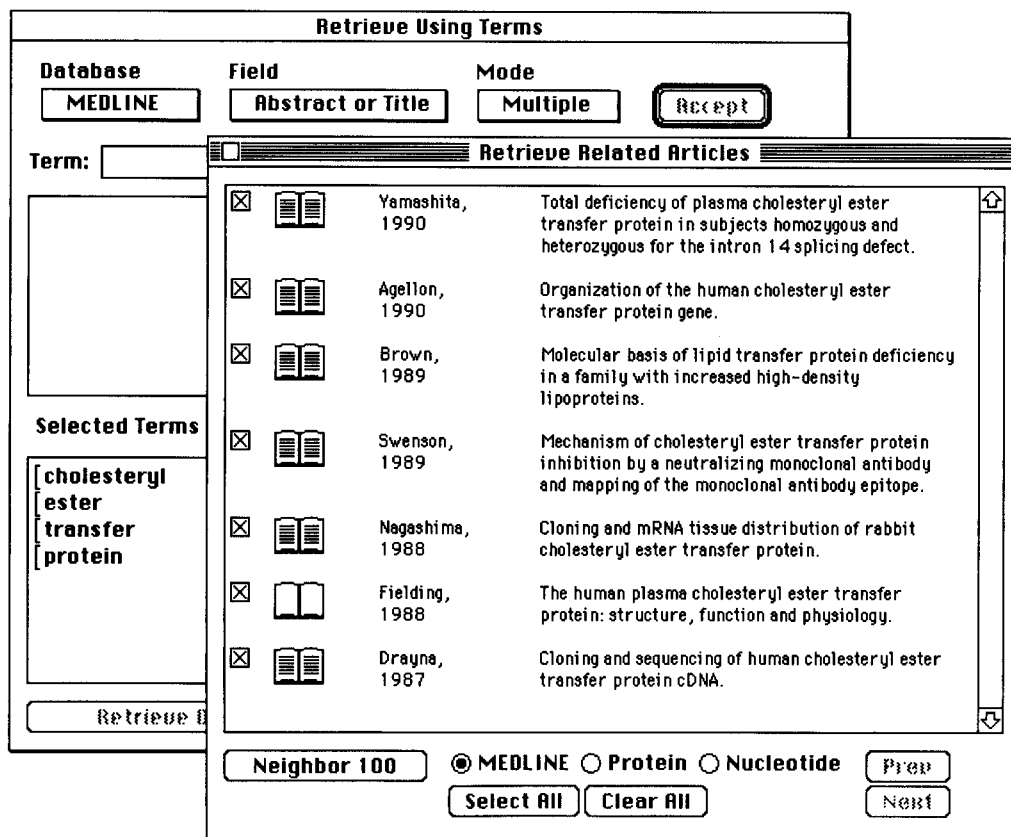 Retrieve Using Terms
Database
Field
Mode
MEDLINE
Abstract or Title
Multiple
Accept
Term:
Retrieve Related Articles
Yamashita,
1990
Total deficiency of plasma cholesteryl ester
transfer protein in subjects homozygous and
heterozygous for the intron 14 splicing defect.
Agellon,
1990
Organization of the human cholesteryl ester
transfer protein gene.
Brown,
1989
Molecular basis of lipid transfer protein deficiency
in a family with increased high-density
lipoproteins.
Swenson,
1989
Mechanism of cholesteryl ester transfer protein
inhibition by a neutralizing monoclonal antibody
and mapping of the monoclonal antibody epitope.
Nagashima,
1988
Cloning and mRNA tissue distribution of rabbit
cholesteryl ester transfer protein.
Fielding,
1988
The human plasma cholesteryl ester transfer
protein: structure, function and physiology.
Drayna,
1987
Cloning and sequencing of human cholesteryl ester
transfer protein cDNA.
Selected Terms
[cholesteryl
[ester
[transfer
[protein
Retrieve
Neighbor 100
MEDLINE
Protein
Nucleotide
Prev
Select All
Clear All
Next